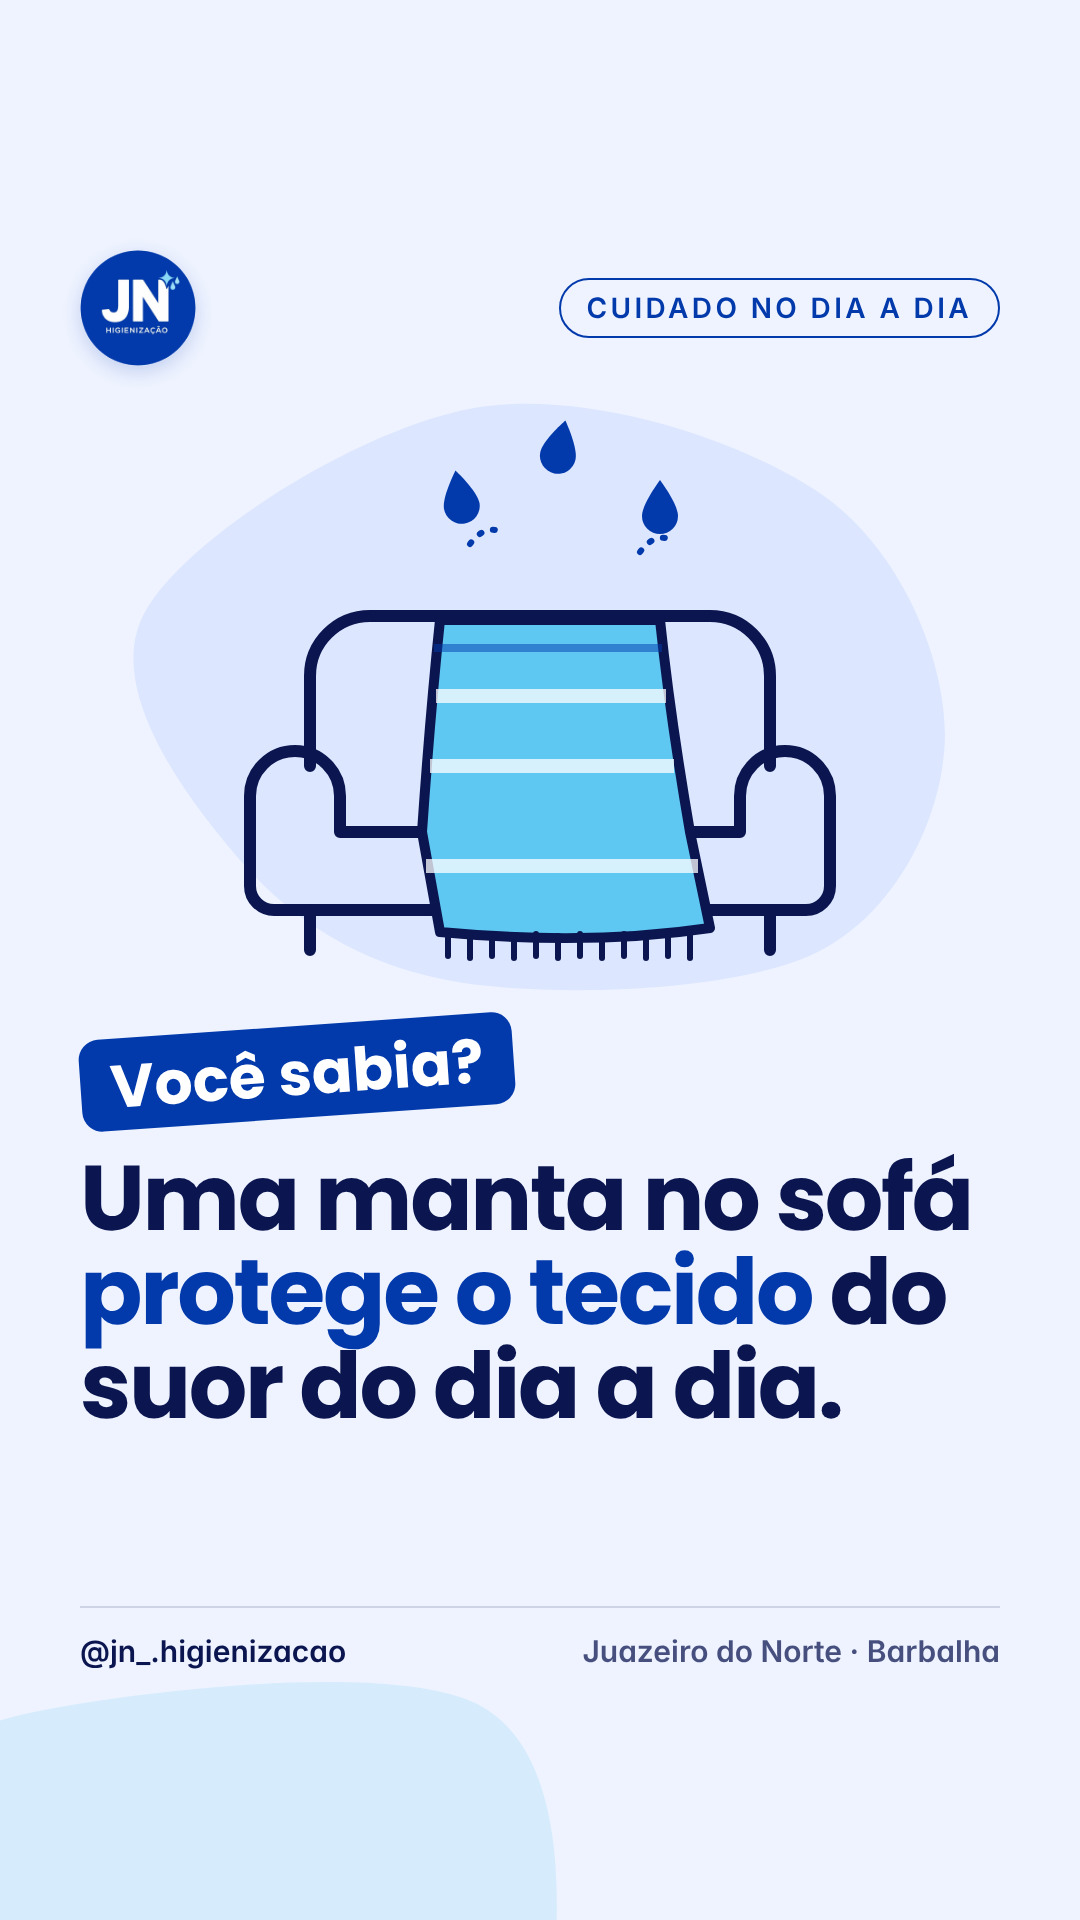 JN
HIGIENIZAÇÃO
CUIDADO NO DIA A DIA
Você sabia?
Uma manta no sofá
protege o tecido do
suor do dia a dia.
@jn_.higienizacao
Juazeiro do Norte · Barbalha